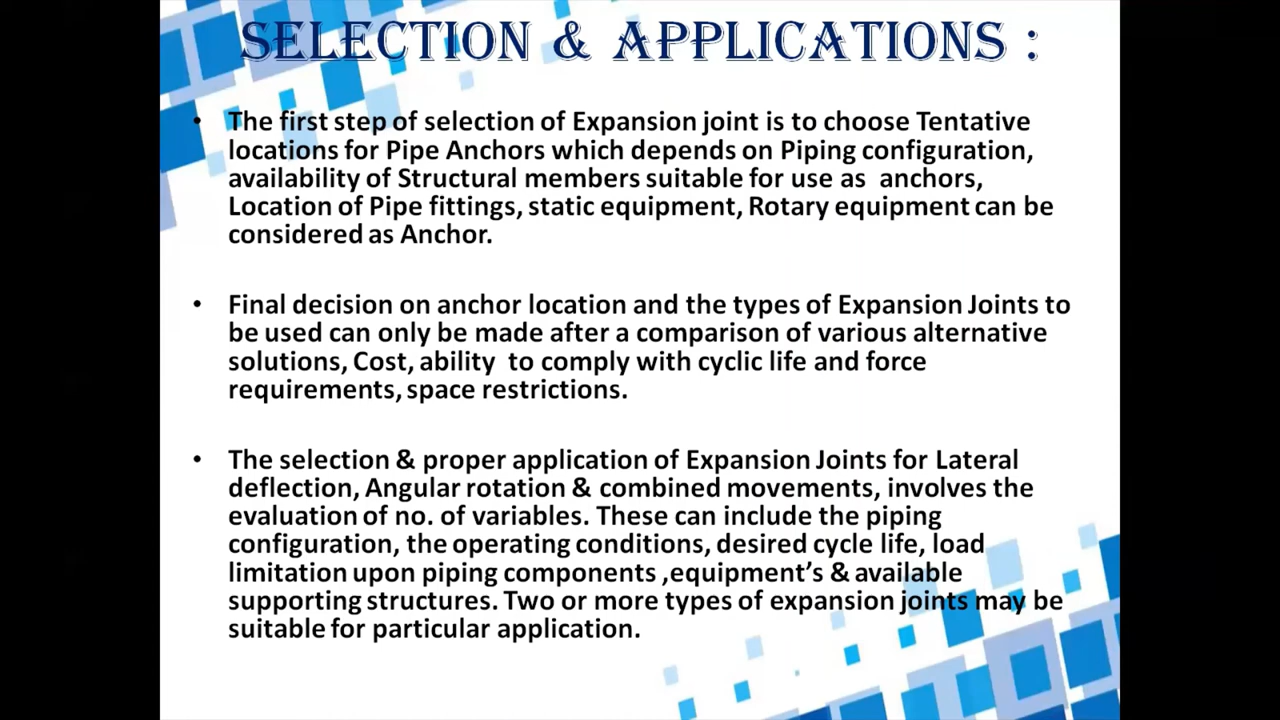 SELECTION & APPLICATIONS :
• The first step of selection of Expansion joint is to choose Tentative
locations for Pipe Anchors which depends on Piping configuration,
availability of Structural members suitable for use as anchors,
Location of Pipe fittings, static equipment, Rotary equipment can be
considered as Anchor.
• Final decision on anchor location and the types of Expansion Joints to
be used can only be made after a comparison of various alternative
solutions, Cost, ability to comply with cyclic life and force
requirements, space restrictions.
• The selection & proper application of Expansion Joints for Lateral
deflection, Angular rotation & combined movements, involves the
evaluation of no. of variables. These can include the piping
configuration, the operating conditions, desired cycle life, load
limitation upon piping components ,equipment’s & available
supporting structures. Two or more types of expansion joints may be
suitable for particular application.